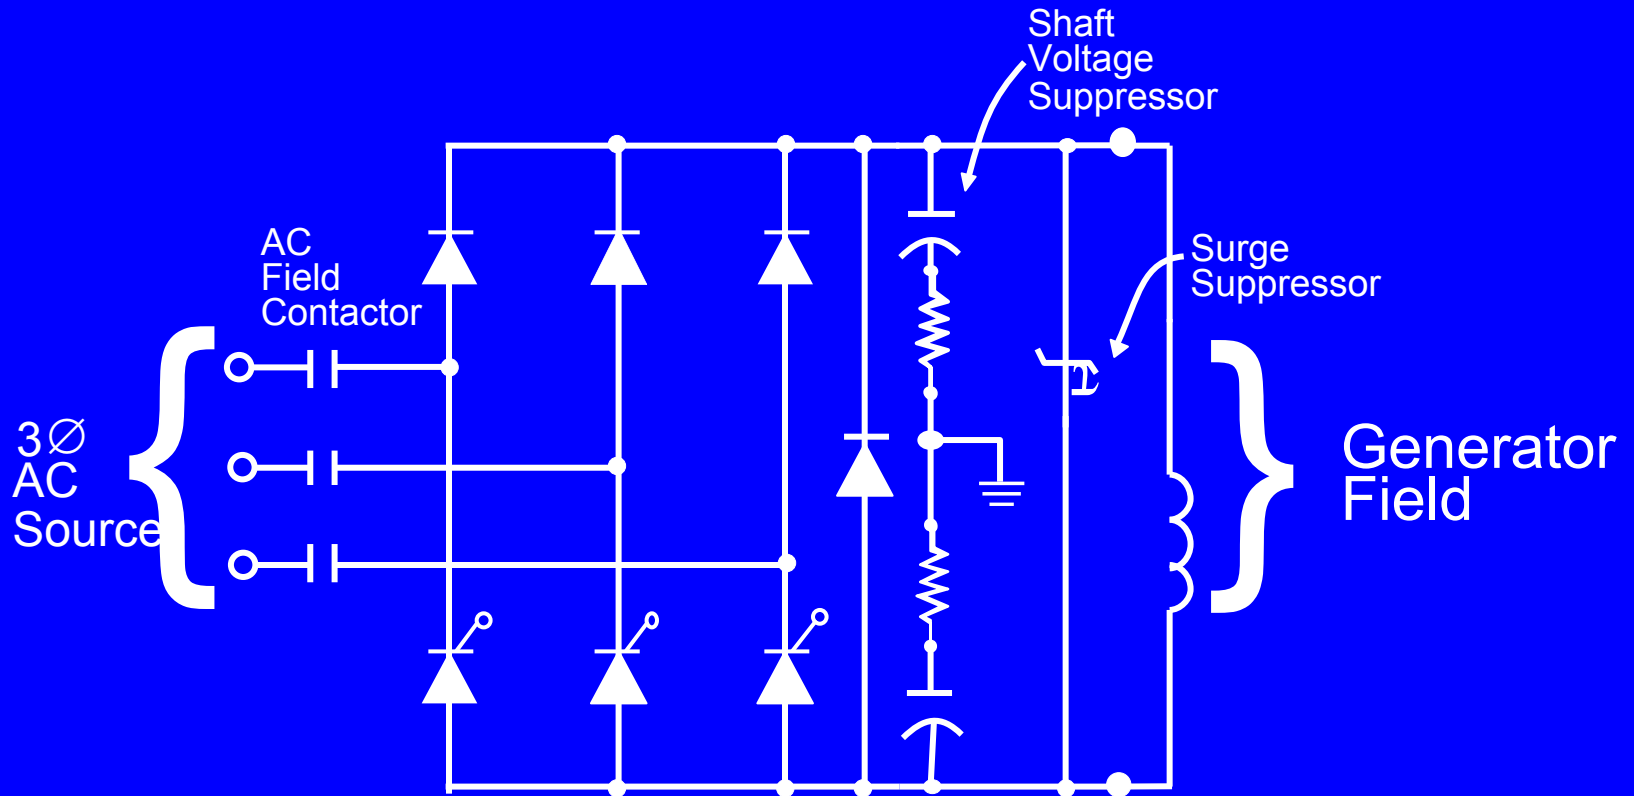 Shaft
Voltage
Suppressor
AC
Field
Contactor
Surge
Suppressor
3∅
AC
Source
Generator
Field